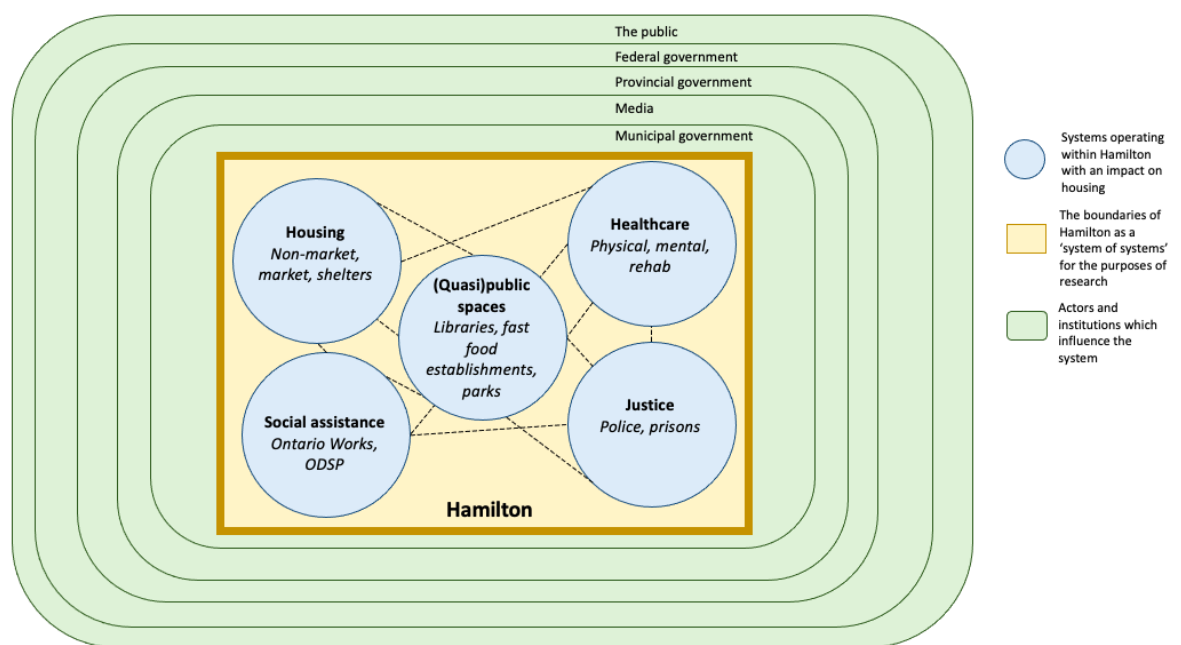 The public
Federal government
Provincial government
Media
Municipal government
Housing
Non-market,
market, shelters
Healthcare
Physical, mental,
rehab
(Quasi)public
spaces
Libraries, fast
food
establishments,
parks
Social assistance
Ontario Works,
ODSP
Justice
Police, prisons
Hamilton
Systems operating
within Hamilton
with an impact on
housing
The boundaries of
Hamilton as a
‘system of systems’
for the purposes of
research
Actors and
institutions which
influence the
system